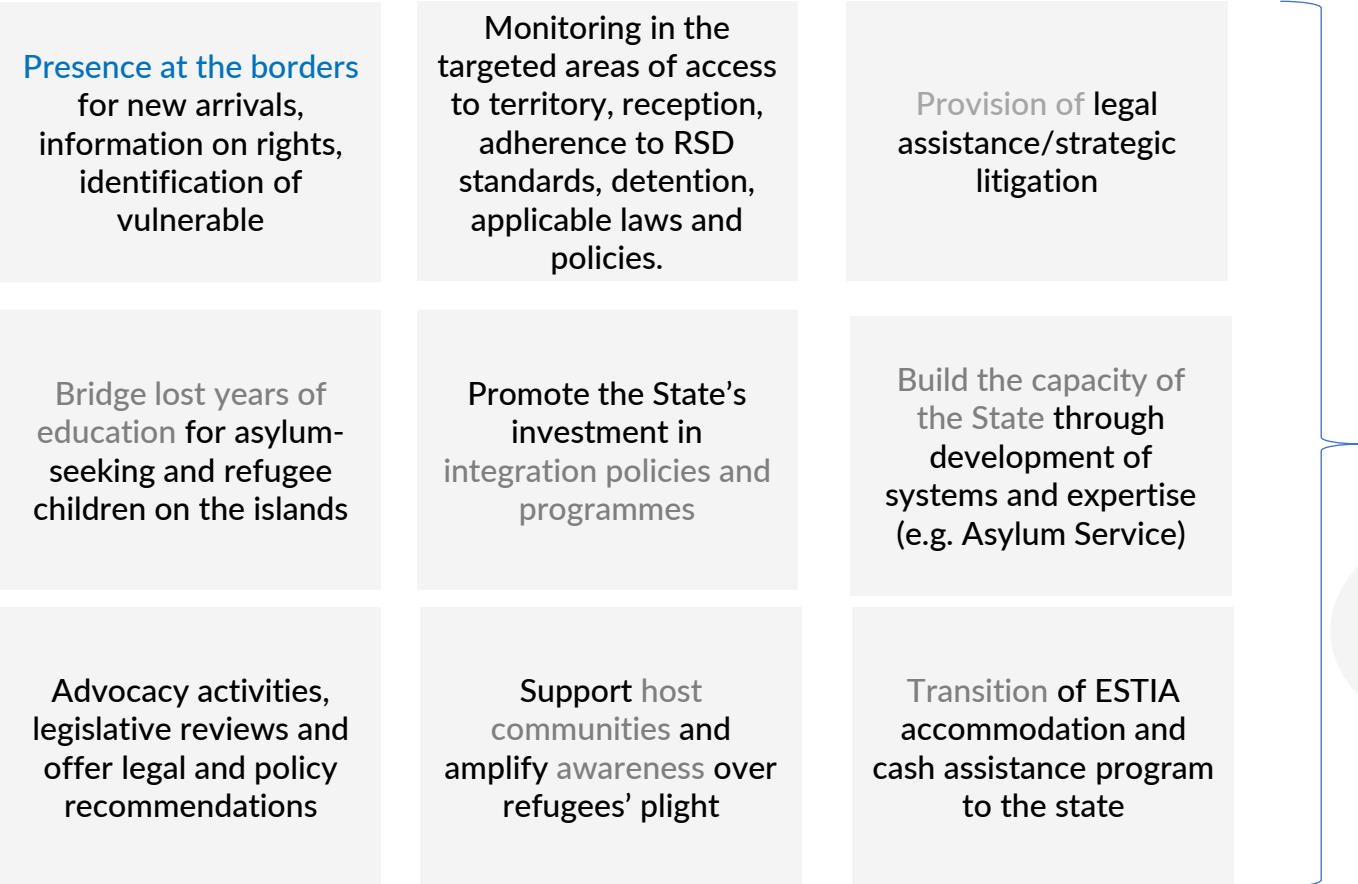 Presence at the borders
for new arrivals,
information on rights,
identification of
vulnerable
Monitoring in the
targeted areas of access
to territory, reception,
adherence to RSD
standards, detention,
applicable laws and
policies.
Provision of legal
assistance/strategic
litigation
Bridge lost years of
education for asylum-
seeking and refugee
children on the islands
Promote the State’s
investment in
integration policies and
programmes
Build the capacity of
the State through
development of
systems and expertise
(e.g. Asylum Service)
Advocacy activities,
legislative reviews and
offer legal and policy
recommendations
Support host
communities and
amplify awareness over
refugees’ plight
Transition of ESTIA
accommodation and
cash assistance program
to the state